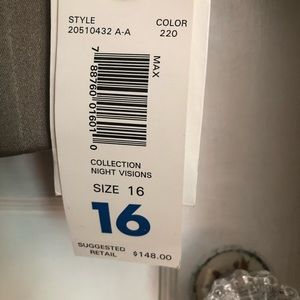 STYLE COLOR
20510432 A-A 220
MAX
7 88760 01601 0
COLLECTION
NIGHT VISIONS
SIZE 16
16
SUGGESTED
RETAIL $148.00